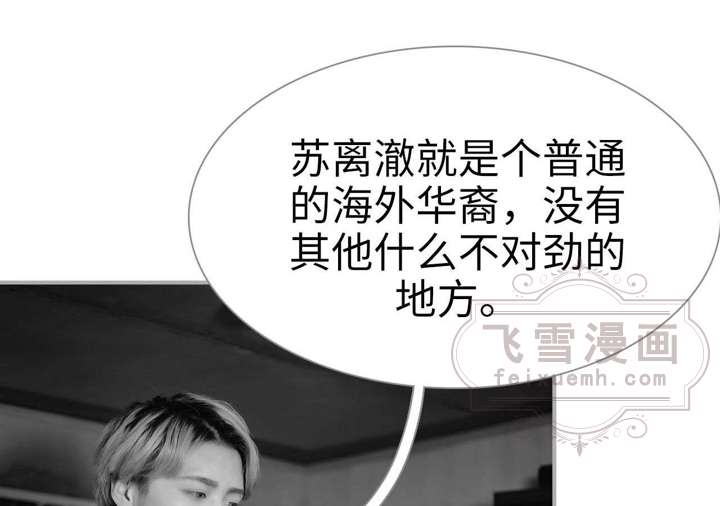 苏离澈就是个普通
的海外华裔，没有
其他什么不对劲的
地方。
飞雪漫画
feixuemh.com